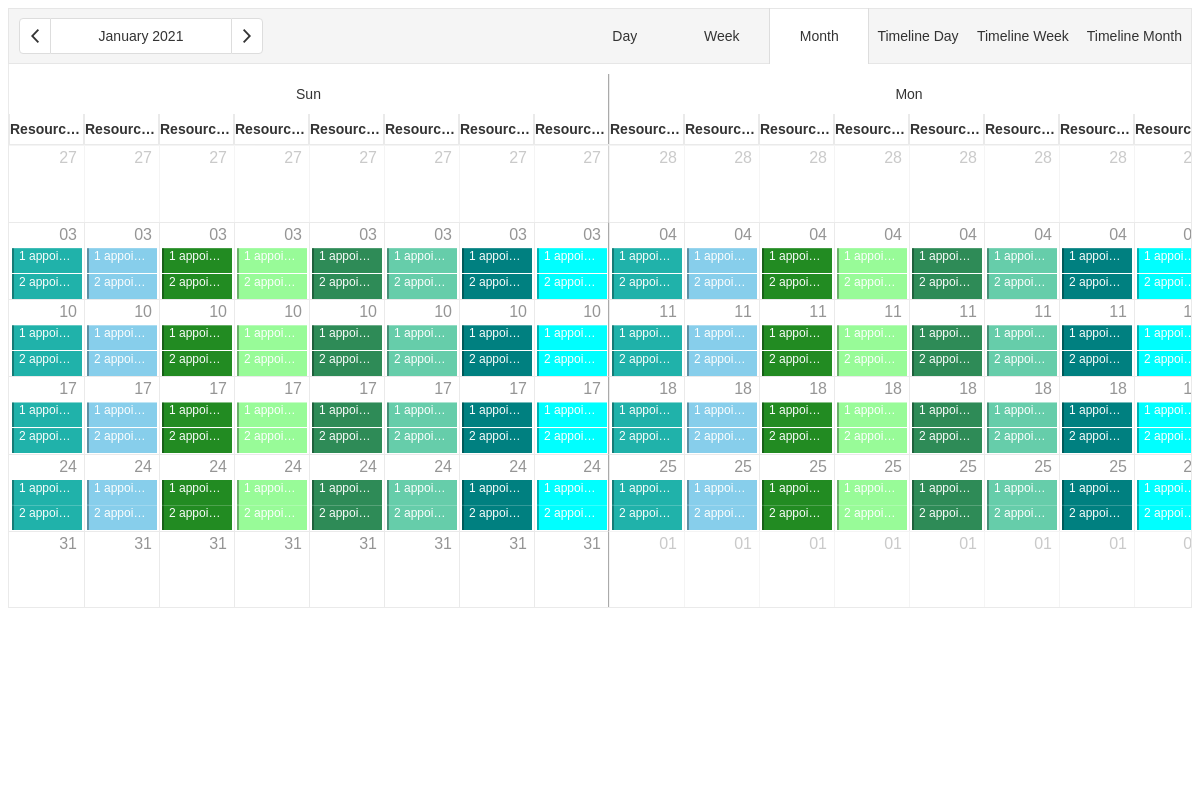 January 2021 Day Week Month Timeline Day Timeline Week Timeline Month
Sun Mon
Resourc… Resourc… Resourc… Resourc… Resourc… Resourc… Resourc… Resourc… Resourc… Resourc… Resourc… Resourc… Resourc… Resourc… Resourc… Resourc
27 27 27 27 27 27 27 27 28 28 28 28 28 28 28 2
03 03 03 03 03 03 03 03 04 04 04 04 04 04 04 0
1 appoi… 1 appoi… 1 appoi… 1 appoi… 1 appoi… 1 appoi… 1 appoi… 1 appoi… 1 appoi… 1 appoi… 1 appoi… 1 appoi… 1 appoi… 1 appoi… 1 appoi… 1 appoi
2 appoi… 2 appoi… 2 appoi… 2 appoi… 2 appoi… 2 appoi… 2 appoi… 2 appoi… 2 appoi… 2 appoi… 2 appoi… 2 appoi… 2 appoi… 2 appoi… 2 appoi… 2 appoi
10 10 10 10 10 10 10 10 11 11 11 11 11 11 11 1
1 appoi… 1 appoi… 1 appoi… 1 appoi… 1 appoi… 1 appoi… 1 appoi… 1 appoi… 1 appoi… 1 appoi… 1 appoi… 1 appoi… 1 appoi… 1 appoi… 1 appoi… 1 appoi
2 appoi… 2 appoi… 2 appoi… 2 appoi… 2 appoi… 2 appoi… 2 appoi… 2 appoi… 2 appoi… 2 appoi… 2 appoi… 2 appoi… 2 appoi… 2 appoi… 2 appoi… 2 appoi
17 17 17 17 17 17 17 17 18 18 18 18 18 18 18 1
1 appoi… 1 appoi… 1 appoi… 1 appoi… 1 appoi… 1 appoi… 1 appoi… 1 appoi… 1 appoi… 1 appoi… 1 appoi… 1 appoi… 1 appoi… 1 appoi… 1 appoi… 1 appoi
2 appoi… 2 appoi… 2 appoi… 2 appoi… 2 appoi… 2 appoi… 2 appoi… 2 appoi… 2 appoi… 2 appoi… 2 appoi… 2 appoi… 2 appoi… 2 appoi… 2 appoi… 2 appoi
24 24 24 24 24 24 24 24 25 25 25 25 25 25 25 2
1 appoi… 1 appoi… 1 appoi… 1 appoi… 1 appoi… 1 appoi… 1 appoi… 1 appoi… 1 appoi… 1 appoi… 1 appoi… 1 appoi… 1 appoi… 1 appoi… 1 appoi… 1 appoi
2 appoi… 2 appoi… 2 appoi… 2 appoi… 2 appoi… 2 appoi… 2 appoi… 2 appoi… 2 appoi… 2 appoi… 2 appoi… 2 appoi… 2 appoi… 2 appoi… 2 appoi… 2 appoi
31 31 31 31 31 31 31 31 01 01 01 01 01 01 01 0